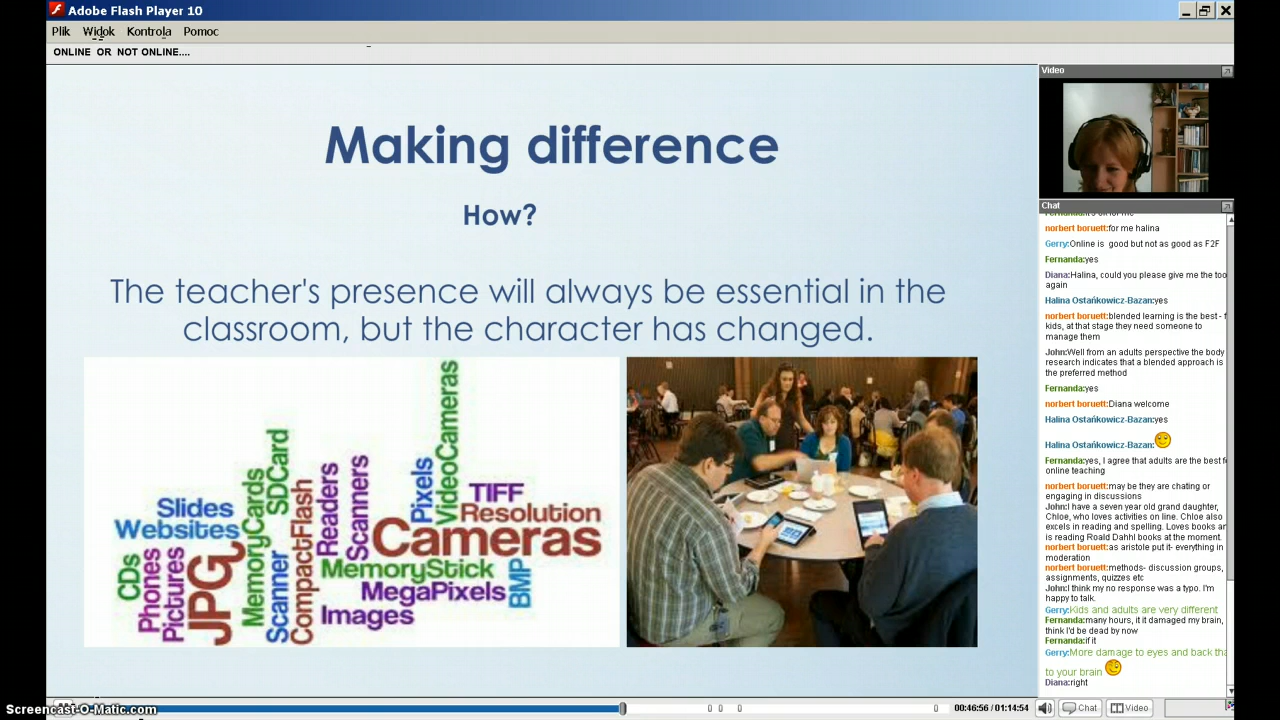 Adobe Flash Player 10
Plik Widok Kontrola Pomoc
ONLINE OR NOT ONLINE....
Making difference
How?
The teacher's presence will always be essential in the
classroom, but the character has changed.
Slides
Websites
CDs
Phones
Pictures
JPG
MemoryCards
SDCard
Scanner
CompactFlash
Readers
Scanners
Pixels
VideoCameras
TIFF
Resolution
Cameras
MemoryStick
MegaPixels
BMP
Images
Video
Chat
norbert boruett:for me halina
Gerry:Online is good but not as good as F2F
Fernanda:yes
Diana:Halina, could you please give me the too
again
Halina Ostańkowicz-Bazan:yes
norbert boruett:blended learning is the best - f
kids, at that stage they need someone to
manage them
John:Well from an adults perspective the body
research indicates that a blended approach is
the preferred method
Fernanda:yes
norbert boruett:Diana welcome
Halina Ostańkowicz-Bazan:yes
Halina Ostańkowicz-Bazan:
Fernanda:yes, I agree that adults are the best f
online teaching
norbert boruett:may be they are chating or
engaging in discussions
John:I have a seven year old grand daughter,
Chloe, who loves activities on line. Chloe also
excels in reading and spelling. Loves books an
is reading Roald Dahhl books at the moment.
norbert boruett:as aristole put it- everything in
moderation
norbert boruett:methods- discussion groups,
assignments, quizzes etc
John:I think my no response was a typo. I'm
happy to talk.
Gerry:Kids and adults are very different
Fernanda:many hours, it it damaged my brain,
think I'd be dead by now
Fernanda:if it
Gerry:More damage to eyes and back tha
to your brain
Diana:right
Screencast-O-Matic.com
00:46:56 / 01:14:54
Chat Video